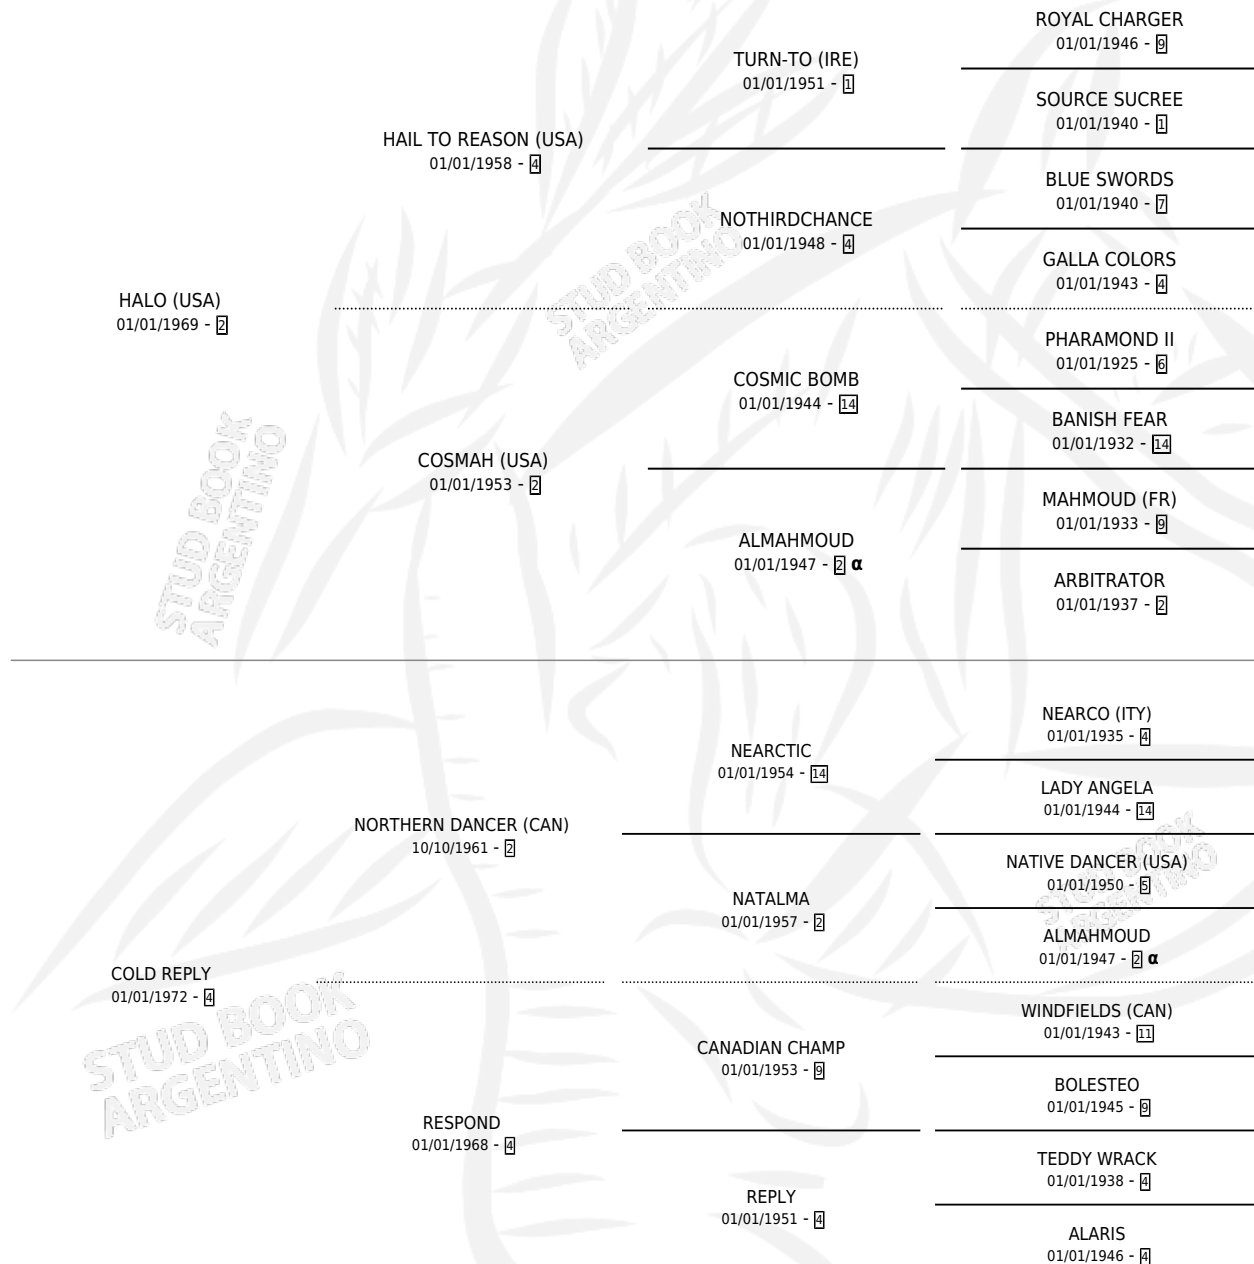 ROYAL CHARGER
01/01/1946 - 9
TURN-TO (IRE)
01/01/1951 - 1
SOURCE SUCREE
01/01/1940 - 1
HAIL TO REASON (USA)
01/01/1958 - 4
BLUE SWORDS
01/01/1940 - 7
NOTHIRDCHANCE
01/01/1948 - 4
GALLA COLORS
01/01/1943 - 4
HALO (USA)
01/01/1969 - 2
STUD BOOK
ARGENTINO
PHARAMOND II
01/01/1925 - 6
COSMIC BOMB
01/01/1944 - 14
BANISH FEAR
01/01/1932 - 14
COSMAH (USA)
01/01/1953 - 2
MAHMOUD (FR)
01/01/1933 - 9
ALMAHMOUD
01/01/1947 - 2 α
ARBITRATOR
01/01/1937 - 2
STUD BOOK
ARGENTINO
NEARCO (ITY)
01/01/1935 - 4
NEARCTIC
01/01/1954 - 14
LADY ANGELA
01/01/1944 - 14
NORTHERN DANCER (CAN)
10/10/1961 - 2
NATIVE DANCER (USA)
01/01/1950 - 5
NATALMA
01/01/1957 - 2
ALMAHMOUD
01/01/1947 - 2 α
STUD BOOK
ARGENTINO
COLD REPLY
01/01/1972 - 4
WINDFIELDS (CAN)
01/01/1943 - 11
CANADIAN CHAMP
01/01/1953 - 9
BOLESTEO
01/01/1945 - 9
STUD BOOK
ARGENTINO
RESPOND
01/01/1968 - 4
TEDDY WRACK
01/01/1938 - 4
REPLY
01/01/1951 - 4
ALARIS
01/01/1946 - 4